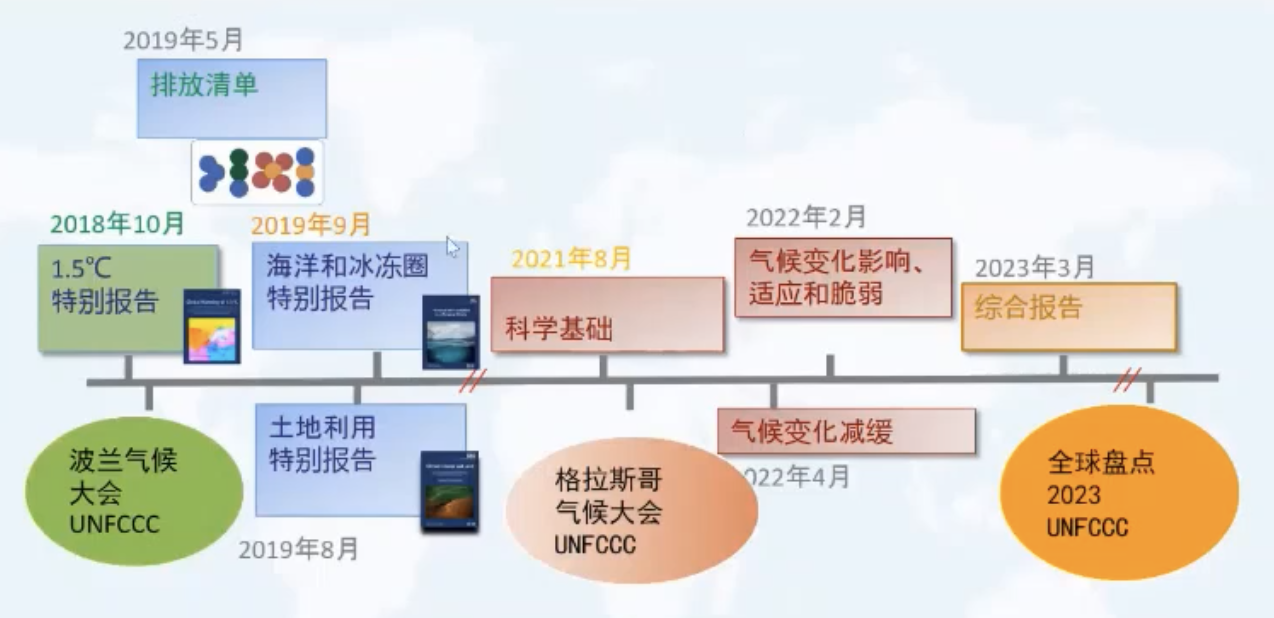 2019年5月
排放清单
2018年10月
1.5℃
特别报告
2019年9月
海洋和冰冻圈
特别报告
2021年8月
科学基础
2022年2月
气候变化影响、
适应和脆弱
2023年3月
综合报告
波兰气候
大会
UNFCCC
土地利用
特别报告
2019年8月
格拉斯哥
气候大会
UNFCCC
气候变化减缓
022年4月
全球盘点
2023
UNFCCC